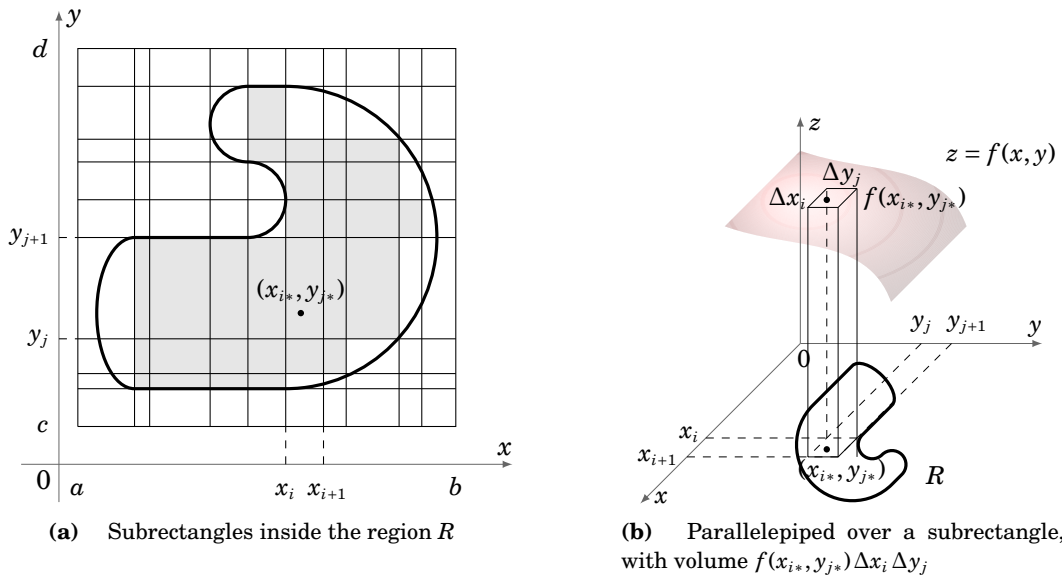 y
d
y_{j+1}
(x_{i*}, y_{j*})
y_j
c
x
0
a
x_i
x_{i+1}
b
(a) Subrectangles inside the region R
z
z = f(x, y)
Δy_j
Δx_i
f(x_{i*}, y_{j*})
y_j
y_{j+1}
y
0
x_i
x_{i+1}
(x_{i*}, y_{j*})
R
x
(b) Parallelepiped over a subrectangle,
with volume f(x_{i*}, y_{j*}) Δx_i Δy_j